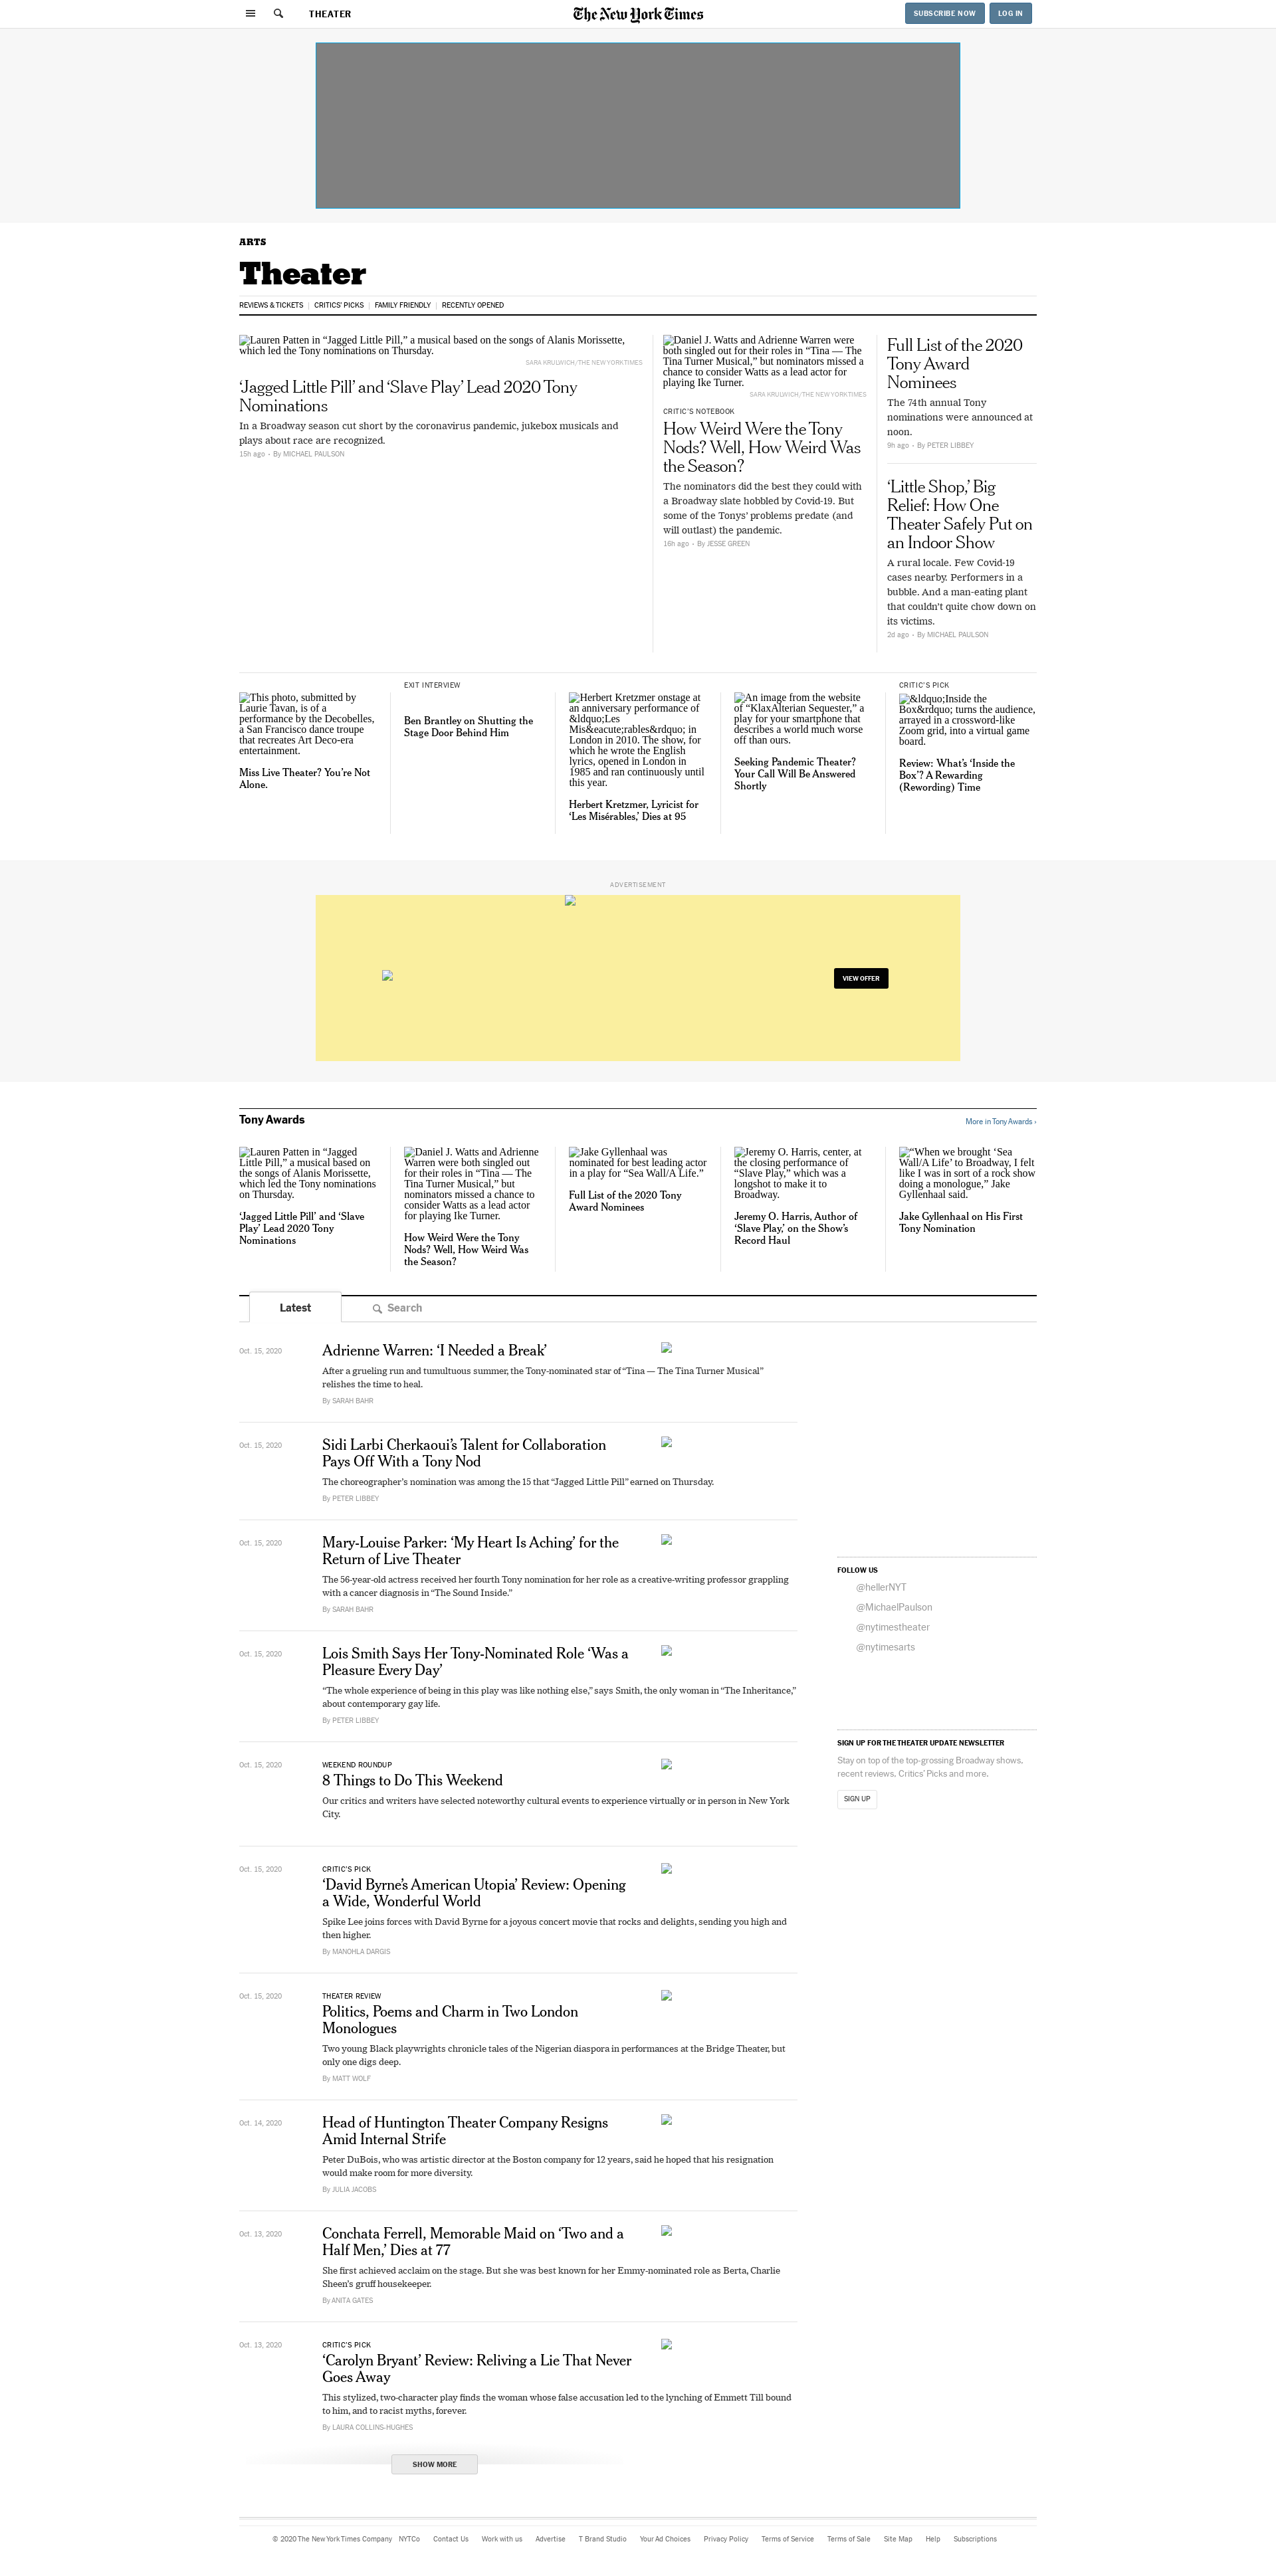 THEATER
The New York Times
SUBSCRIBE NOW
LOG IN
ARTS
Theater
REVIEWS & TICKETS
CRITICS' PICKS
FAMILY FRIENDLY
RECENTLY OPENED
Lauren Patten in “Jagged Little Pill,” a musical based on the songs of Alanis Morissette,
which led the Tony nominations on Thursday.
SARA KRULWICH/THE NEW YORK TIMES
‘Jagged Little Pill’ and ‘Slave Play’ Lead 2020 Tony
Nominations
In a Broadway season cut short by the coronavirus pandemic, jukebox musicals and
plays about race are recognized.
15h ago • By MICHAEL PAULSON
Daniel J. Watts and Adrienne Warren were
both singled out for their roles in “Tina — The
Tina Turner Musical,” but nominators missed a
chance to consider Watts as a lead actor for
playing Ike Turner.
SARA KRULWICH/THE NEW YORK TIMES
CRITIC’S NOTEBOOK
How Weird Were the Tony
Nods? Well, How Weird Was
the Season?
The nominators did the best they could with
a Broadway slate hobbled by Covid-19. But
some of the Tonys’ problems predate (and
will outlast) the pandemic.
16h ago • By JESSE GREEN
Full List of the 2020
Tony Award
Nominees
The 74th annual Tony
nominations were announced at
noon.
9h ago • By PETER LIBBEY
‘Little Shop,’ Big
Relief: How One
Theater Safely Put on
an Indoor Show
A rural locale. Few Covid-19
cases nearby. Performers in a
bubble. And a man-eating plant
that couldn’t quite chow down on
its victims.
2d ago • By MICHAEL PAULSON
This photo, submitted by
Laurie Tavan, is of a
performance by the Decobelles,
a San Francisco dance troupe
that recreates Art Deco-era
entertainment.
Miss Live Theater? You’re Not
Alone.
EXIT INTERVIEW
Ben Brantley on Shutting the
Stage Door Behind Him
Herbert Kretzmer onstage at
an anniversary performance of
&ldquo;Les
Mis&eacute;rables&rdquo; in
London in 2010. The show, for
which he wrote the English
lyrics, opened in London in
1985 and ran continuously until
this year.
Herbert Kretzmer, Lyricist for
‘Les Misérables,’ Dies at 95
An image from the website
of “KlaxAlterian Sequester,” a
play for your smartphone that
describes a world much worse
off than ours.
Seeking Pandemic Theater?
Your Call Will Be Answered
Shortly
CRITIC’S PICK
&ldquo;Inside the
Box&rdquo; turns the audience,
arrayed in a crossword-like
Zoom grid, into a virtual game
board.
Review: What’s ‘Inside the
Box’? A Rewarding
(Rewording) Time
ADVERTISEMENT
VIEW OFFER
Tony Awards
More in Tony Awards ›
Lauren Patten in “Jagged
Little Pill,” a musical based on
the songs of Alanis Morissette,
which led the Tony nominations
on Thursday.
‘Jagged Little Pill’ and ‘Slave
Play’ Lead 2020 Tony
Nominations
Daniel J. Watts and Adrienne
Warren were both singled out
for their roles in “Tina — The
Tina Turner Musical,” but
nominators missed a chance to
consider Watts as a lead actor
for playing Ike Turner.
How Weird Were the Tony
Nods? Well, How Weird Was
the Season?
Jake Gyllenhaal was
nominated for best leading actor
in a play for “Sea Wall/A Life.”
Full List of the 2020 Tony
Award Nominees
Jeremy O. Harris, center, at
the closing performance of
“Slave Play,” which was a
longshot to make it to
Broadway.
Jeremy O. Harris, Author of
‘Slave Play,’ on the Show’s
Record Haul
“When we brought ‘Sea
Wall/A Life’ to Broadway, I felt
like I was in sort of a rock show
doing a monologue,” Jake
Gyllenhaal said.
Jake Gyllenhaal on His First
Tony Nomination
Latest
Search
Oct. 15, 2020
Adrienne Warren: ‘I Needed a Break’
After a grueling run and tumultuous summer, the Tony-nominated star of “Tina — The Tina Turner Musical”
relishes the time to heal.
By SARAH BAHR
Oct. 15, 2020
Sidi Larbi Cherkaoui’s Talent for Collaboration
Pays Off With a Tony Nod
The choreographer’s nomination was among the 15 that “Jagged Little Pill” earned on Thursday.
By PETER LIBBEY
Oct. 15, 2020
Mary-Louise Parker: ‘My Heart Is Aching’ for the
Return of Live Theater
The 56-year-old actress received her fourth Tony nomination for her role as a creative-writing professor grappling
with a cancer diagnosis in “The Sound Inside.”
By SARAH BAHR
Oct. 15, 2020
Lois Smith Says Her Tony-Nominated Role ‘Was a
Pleasure Every Day’
“The whole experience of being in this play was like nothing else,” says Smith, the only woman in “The Inheritance,”
about contemporary gay life.
By PETER LIBBEY
Oct. 15, 2020
WEEKEND ROUNDUP
8 Things to Do This Weekend
Our critics and writers have selected noteworthy cultural events to experience virtually or in person in New York
City.
Oct. 15, 2020
CRITIC’S PICK
‘David Byrne’s American Utopia’ Review: Opening
a Wide, Wonderful World
Spike Lee joins forces with David Byrne for a joyous concert movie that rocks and delights, sending you high and
then higher.
By MANOHLA DARGIS
Oct. 15, 2020
THEATER REVIEW
Politics, Poems and Charm in Two London
Monologues
Two young Black playwrights chronicle tales of the Nigerian diaspora in performances at the Bridge Theater, but
only one digs deep.
By MATT WOLF
Oct. 14, 2020
Head of Huntington Theater Company Resigns
Amid Internal Strife
Peter DuBois, who was artistic director at the Boston company for 12 years, said he hoped that his resignation
would make room for more diversity.
By JULIA JACOBS
Oct. 13, 2020
Conchata Ferrell, Memorable Maid on ‘Two and a
Half Men,’ Dies at 77
She first achieved acclaim on the stage. But she was best known for her Emmy-nominated role as Berta, Charlie
Sheen’s gruff housekeeper.
By ANITA GATES
Oct. 13, 2020
CRITIC’S PICK
‘Carolyn Bryant’ Review: Reliving a Lie That Never
Goes Away
This stylized, two-character play finds the woman whose false accusation led to the lynching of Emmett Till bound
to him, and to racist myths, forever.
By LAURA COLLINS-HUGHES
SHOW MORE
FOLLOW US
@hellerNYT
@MichaelPaulson
@nytimestheater
@nytimesarts
SIGN UP FOR THE THEATER UPDATE NEWSLETTER
Stay on top of the top-grossing Broadway shows,
recent reviews, Critics’ Picks and more.
SIGN UP
© 2020 The New York Times Company
NYTCo
Contact Us
Work with us
Advertise
T Brand Studio
Your Ad Choices
Privacy Policy
Terms of Service
Terms of Sale
Site Map
Help
Subscriptions